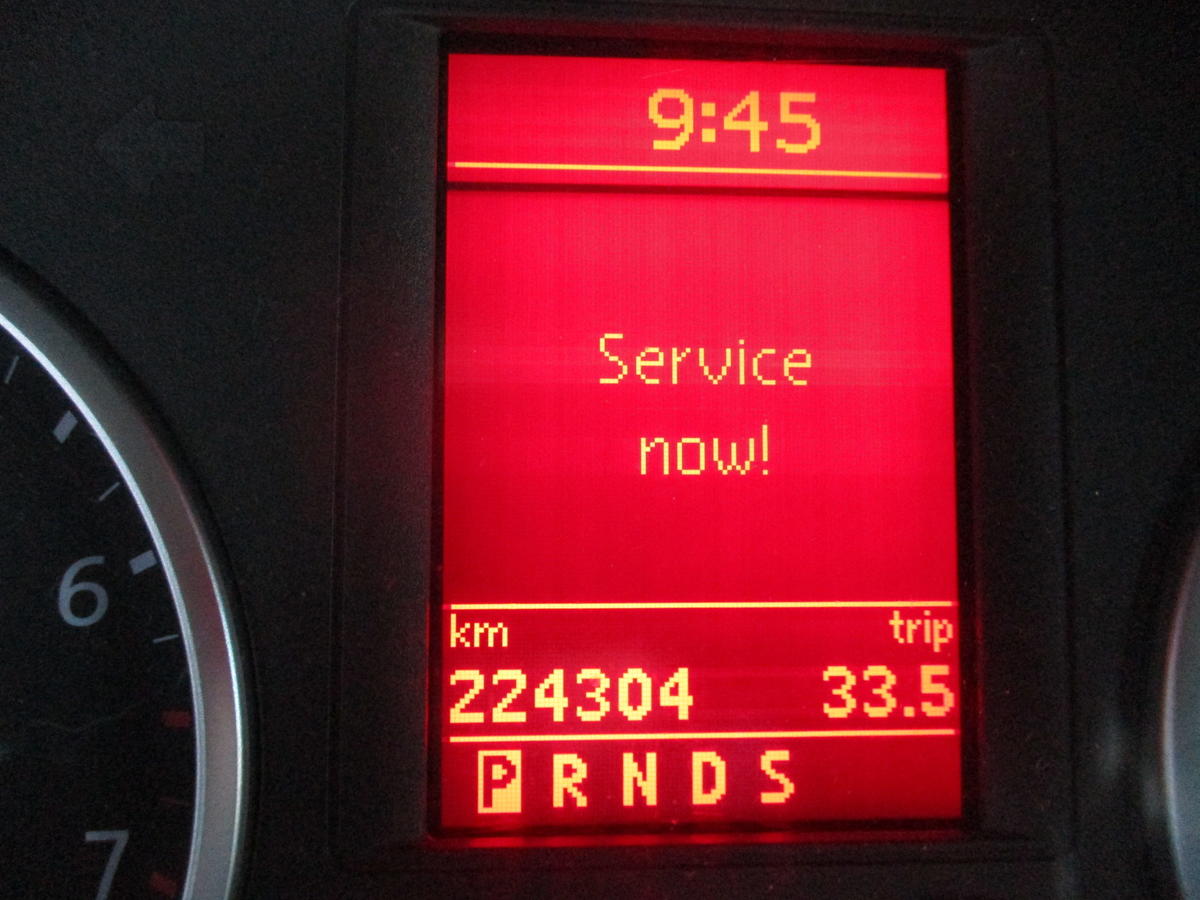 9:45
Service
now!
km trip
224304 33.5
P R N D S
6
7